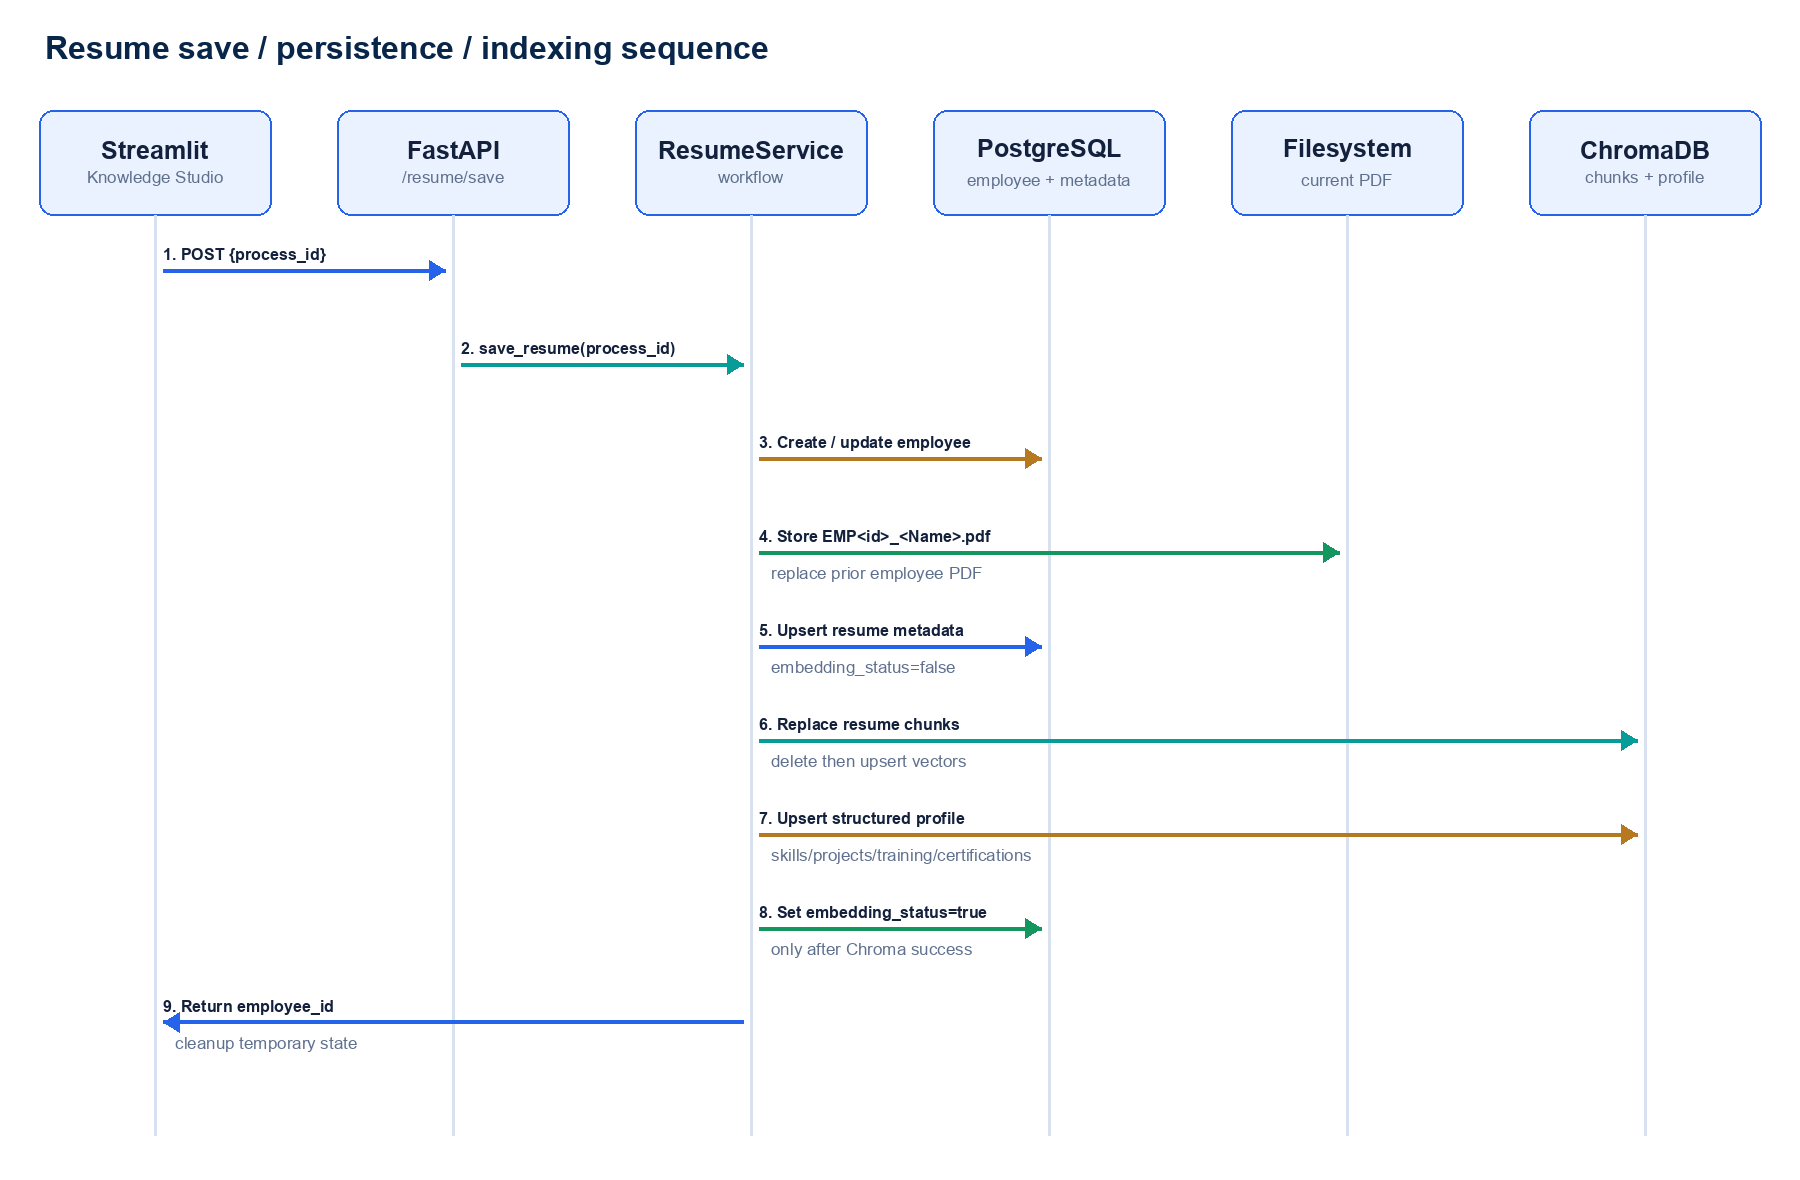 Resume save / persistence / indexing sequence
Streamlit
Knowledge Studio
FastAPI
/resume/save
ResumeService
workflow
PostgreSQL
employee + metadata
Filesystem
current PDF
ChromaDB
chunks + profile
1. POST {process_id}
2. save_resume(process_id)
3. Create / update employee
4. Store EMP<id>_<Name>.pdf
replace prior employee PDF
5. Upsert resume metadata
embedding_status=false
6. Replace resume chunks
delete then upsert vectors
7. Upsert structured profile
skills/projects/training/certifications
8. Set embedding_status=true
only after Chroma success
9. Return employee_id
cleanup temporary state